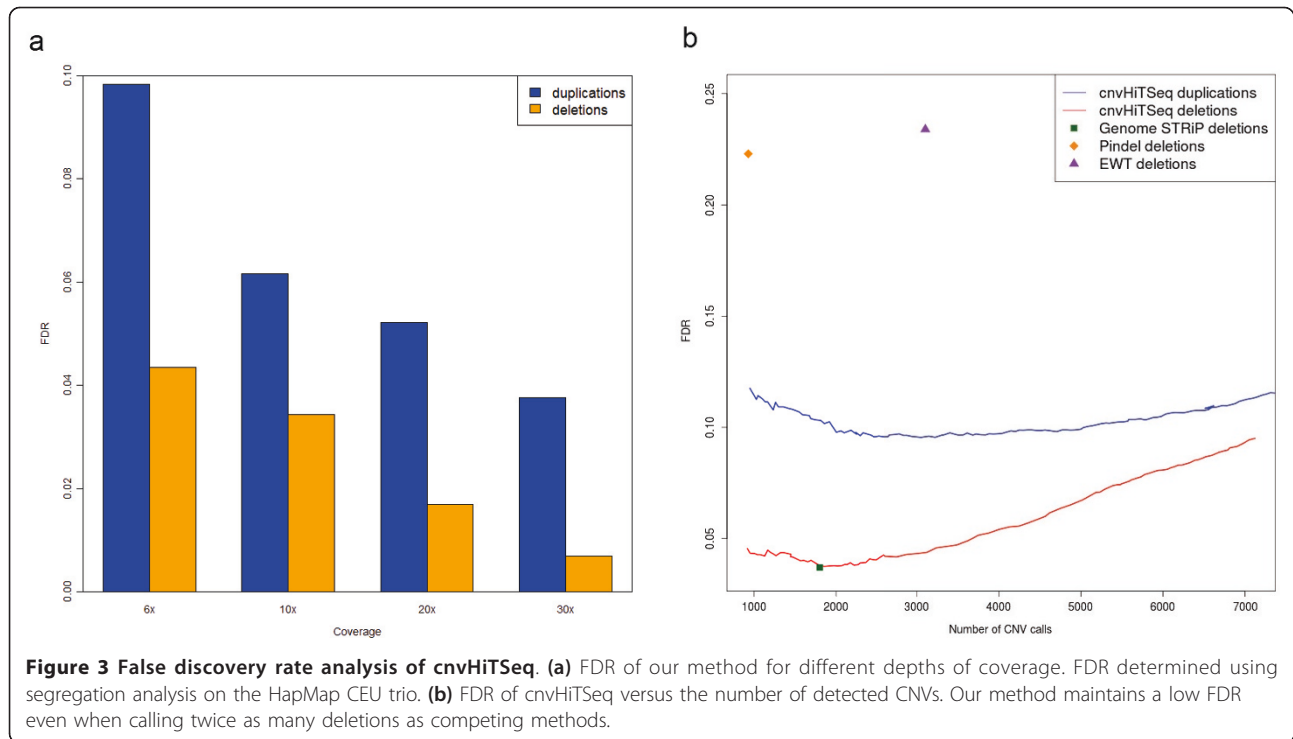 a
0.10
0.08
0.06
0.04
0.02
0.00
FDR
duplications
deletions
6x
10x
20x
30x
Coverage
b
0.25
0.20
0.15
0.10
0.05
FDR
cnvHiTSeq duplications
cnvHiTSeq deletions
Genome STRiP deletions
Pindel deletions
EWT deletions
1000
2000
3000
4000
5000
6000
7000
Number of CNV calls
Figure 3 False discovery rate analysis of cnvHiTSeq. (a) FDR of our method for different depths of coverage. FDR determined using
segregation analysis on the HapMap CEU trio. (b) FDR of cnvHiTSeq versus the number of detected CNVs. Our method maintains a low FDR
even when calling twice as many deletions as competing methods.